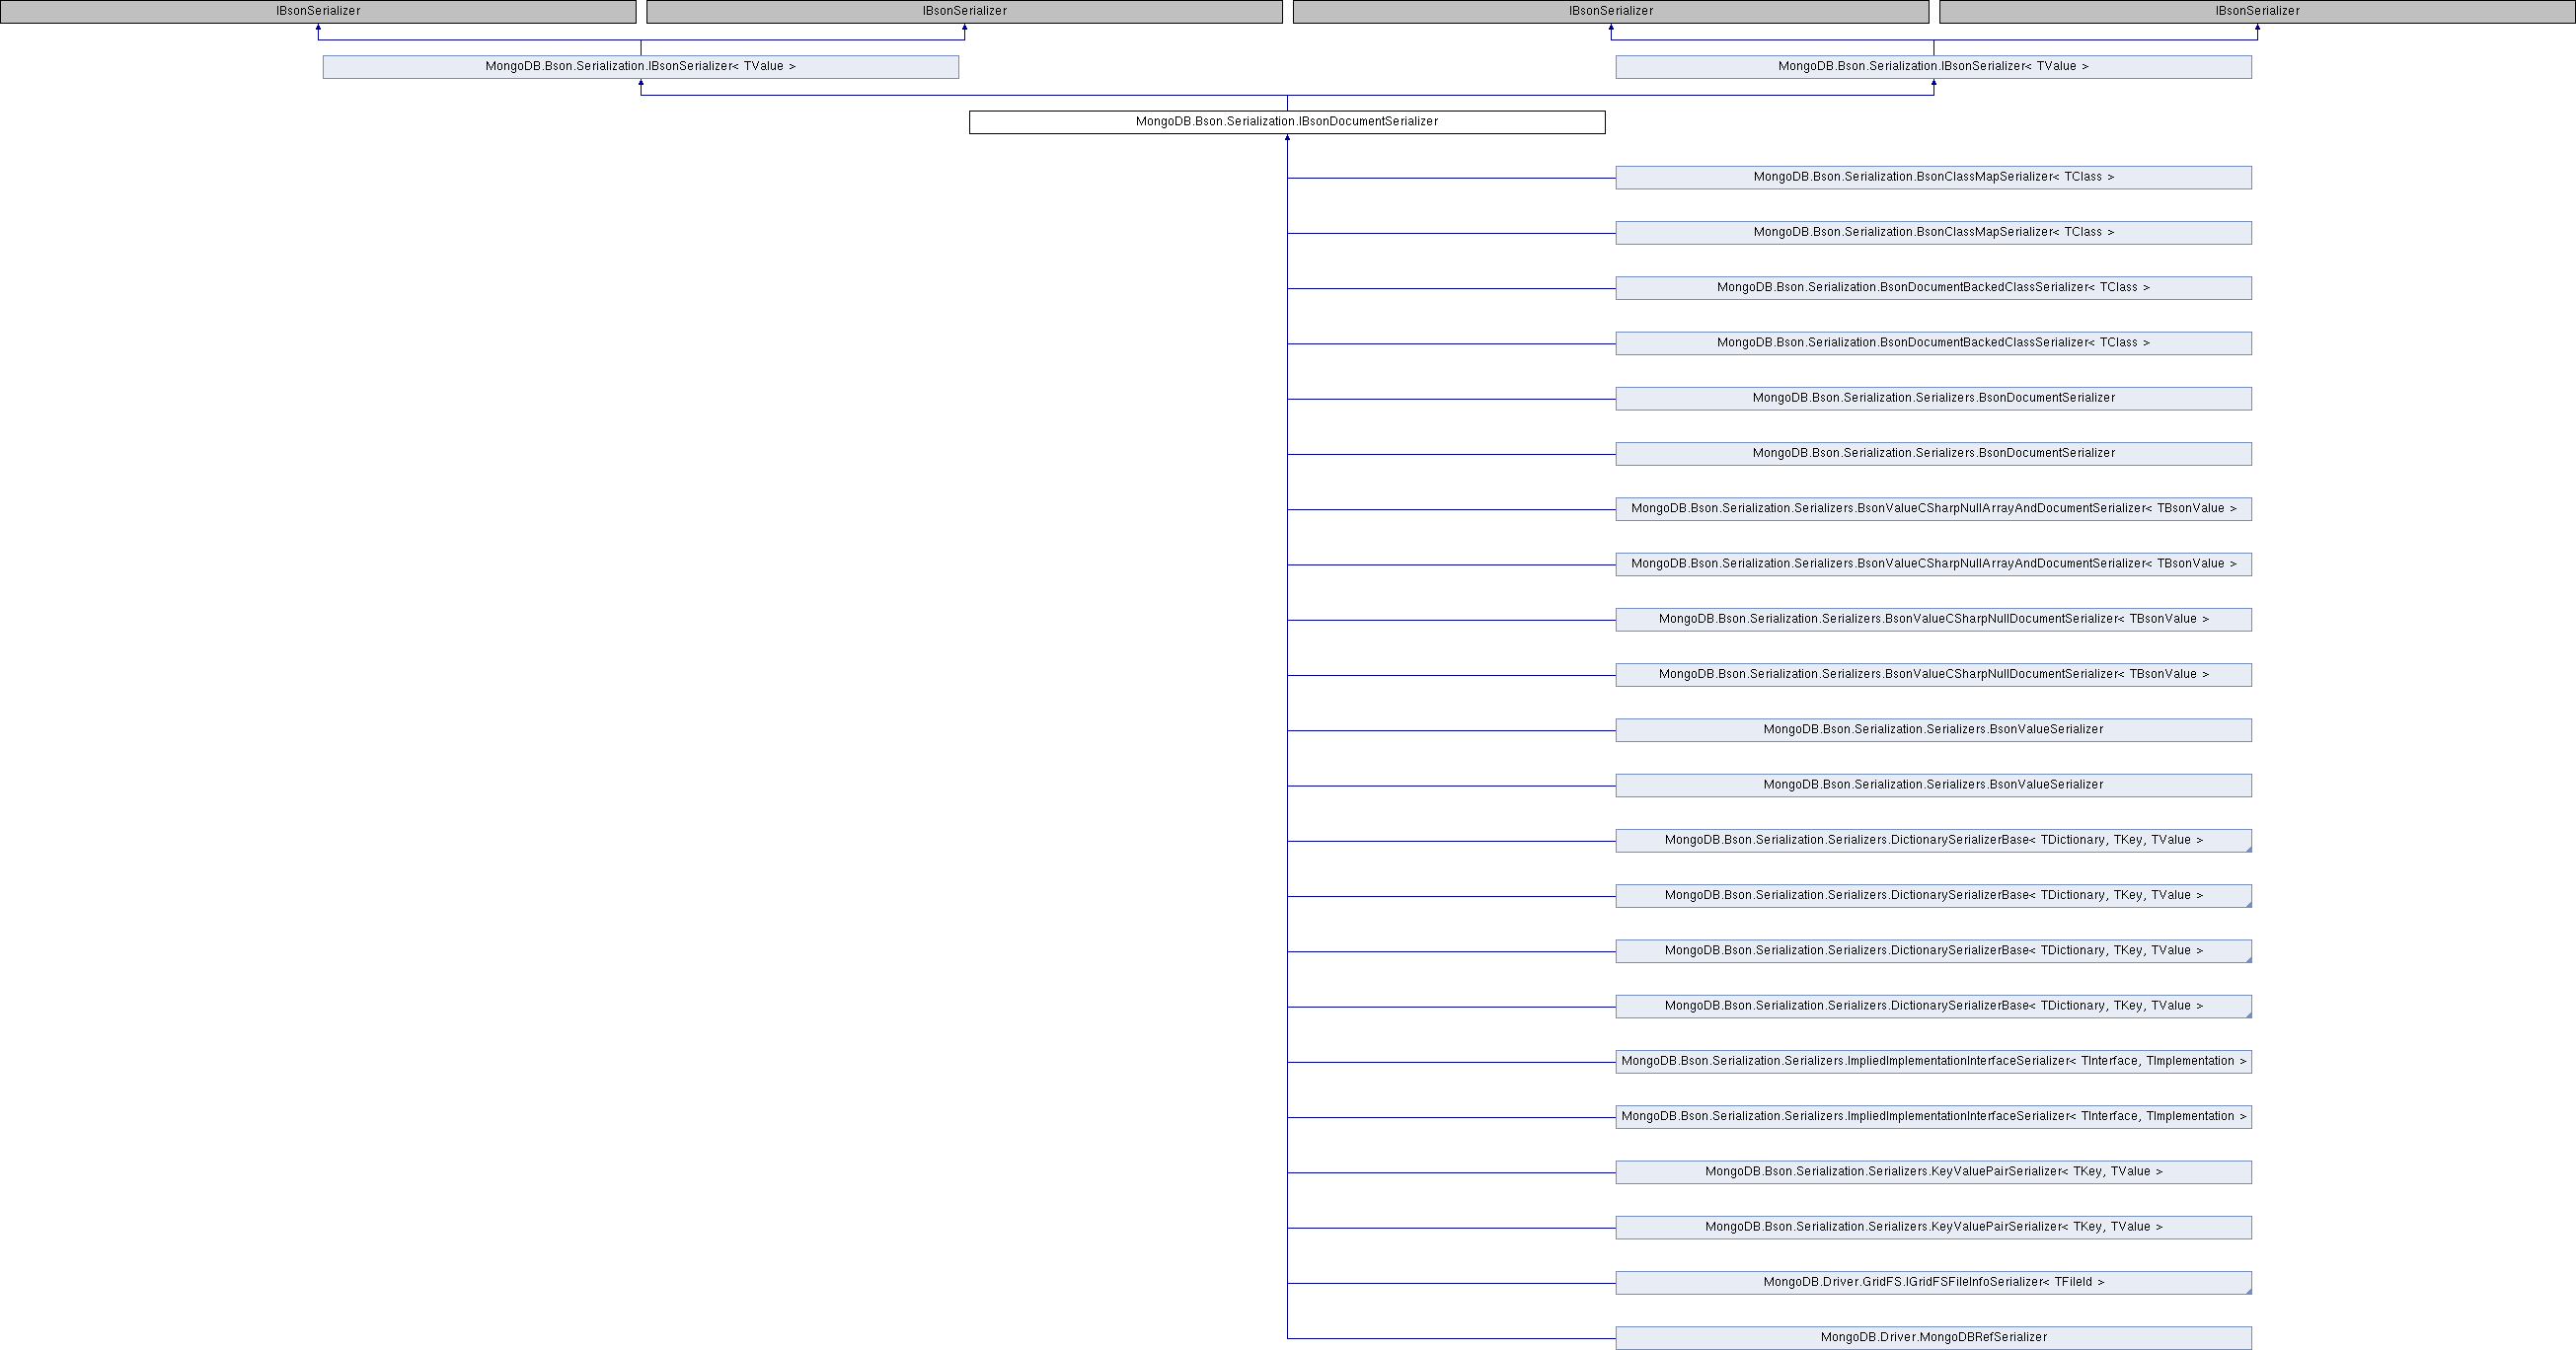 IBsonSerializer
IBsonSerializer
IBsonSerializer
IBsonSerializer
MongoDB.Bson.Serialization.IBsonSerializer< TValue >
MongoDB.Bson.Serialization.IBsonSerializer< TValue >
MongoDB.Bson.Serialization.IBsonDocumentSerializer
MongoDB.Bson.Serialization.BsonClassMapSerializer< TClass >
MongoDB.Bson.Serialization.BsonClassMapSerializer< TClass >
MongoDB.Bson.Serialization.BsonDocumentBackedClassSerializer< TClass >
MongoDB.Bson.Serialization.BsonDocumentBackedClassSerializer< TClass >
MongoDB.Bson.Serialization.Serializers.BsonDocumentSerializer
MongoDB.Bson.Serialization.Serializers.BsonDocumentSerializer
MongoDB.Bson.Serialization.Serializers.BsonValueCSharpNullArrayAndDocumentSerializer< TBsonValue >
MongoDB.Bson.Serialization.Serializers.BsonValueCSharpNullArrayAndDocumentSerializer< TBsonValue >
MongoDB.Bson.Serialization.Serializers.BsonValueCSharpNullDocumentSerializer< TBsonValue >
MongoDB.Bson.Serialization.Serializers.BsonValueCSharpNullDocumentSerializer< TBsonValue >
MongoDB.Bson.Serialization.Serializers.BsonValueSerializer
MongoDB.Bson.Serialization.Serializers.BsonValueSerializer
MongoDB.Bson.Serialization.Serializers.DictionarySerializerBase< TDictionary, TKey, TValue >
MongoDB.Bson.Serialization.Serializers.DictionarySerializerBase< TDictionary, TKey, TValue >
MongoDB.Bson.Serialization.Serializers.DictionarySerializerBase< TDictionary, TKey, TValue >
MongoDB.Bson.Serialization.Serializers.DictionarySerializerBase< TDictionary, TKey, TValue >
MongoDB.Bson.Serialization.Serializers.ImpliedImplementationInterfaceSerializer< TInterface, TImplementation >
MongoDB.Bson.Serialization.Serializers.ImpliedImplementationInterfaceSerializer< TInterface, TImplementation >
MongoDB.Bson.Serialization.Serializers.KeyValuePairSerializer< TKey, TValue >
MongoDB.Bson.Serialization.Serializers.KeyValuePairSerializer< TKey, TValue >
MongoDB.Driver.GridFS.IGridFSFileInfoSerializer< TFileId >
MongoDB.Driver.MongoDBRefSerializer